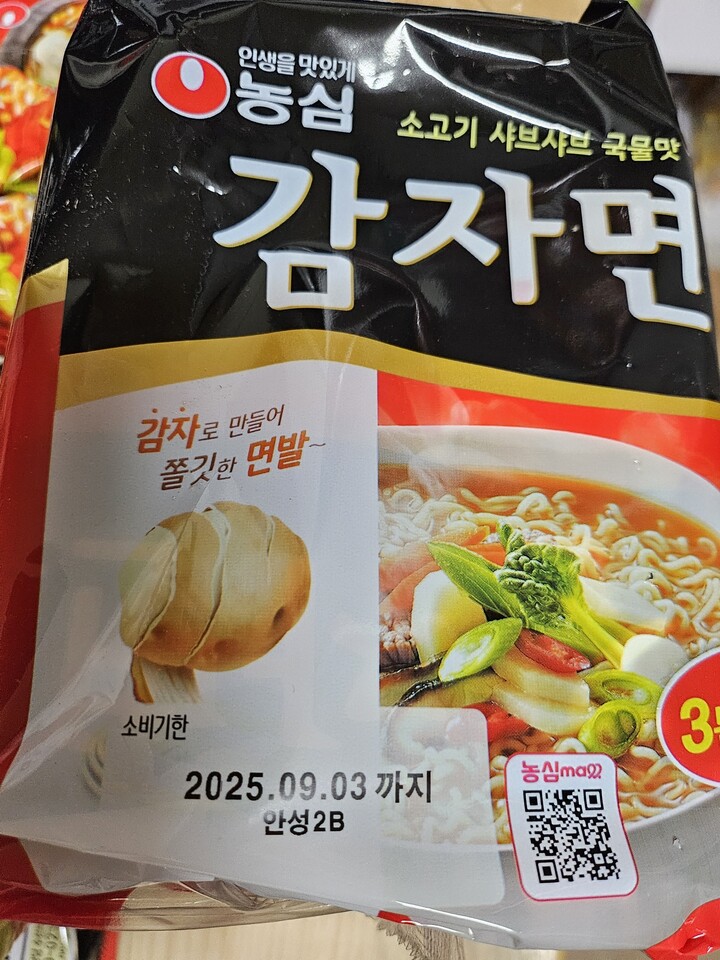 인생을 맛있게
농심
소고기 샤브샤브 국물맛
감자면
감자로 만들어
쫄깃한 면발~
소비기한
2025.09.03 까지
안성2B
3
농심ma